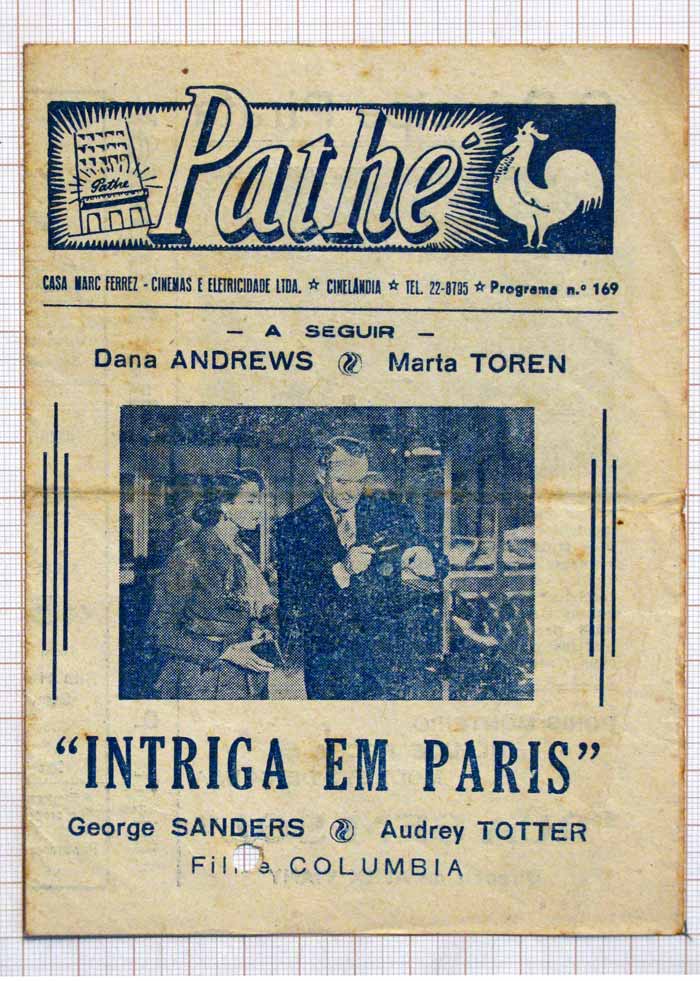 Pathe
Pathé
CASA MARC FERREZ - CINEMAS E ELETRICIDADE LTDA. ☆ CINELÂNDIA ☆ TEL. 22-8795 ☆ Programa n.º 169
— A SEGUIR —
Dana ANDREWS Marta TOREN
"INTRIGA EM PARIS"
George SANDERS Audrey TOTTER
COLUMBIA